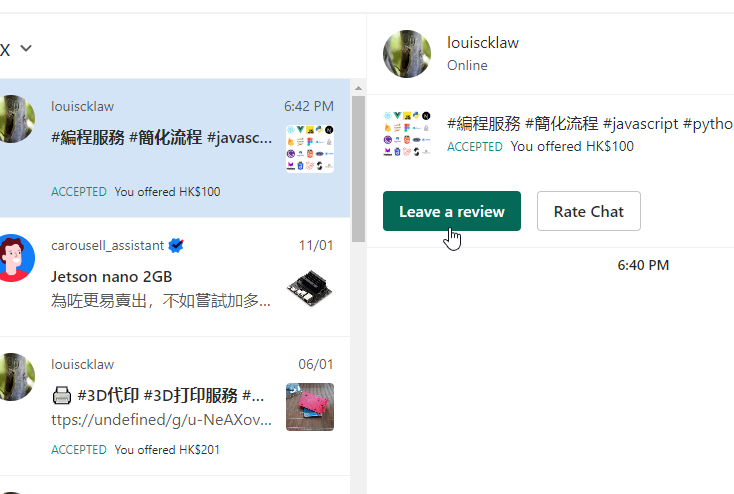 X
louiscklaw
6:42 PM
#編程服務 #簡化流程 #javasc...
ACCEPTED You offered HK$100
carousell_assistant
11/01
Jetson nano 2GB
為咗更易賣出，不如嘗試加多...
louiscklaw
06/01
#3D代印 #3D打印服務 #...
ttps://undefined/g/u-NeAXov...
ACCEPTED You offered HK$201
louiscklaw
Online
#編程服務 #簡化流程 #javascript #pytho
ACCEPTED You offered HK$100
Leave a review
Rate Chat
6:40 PM